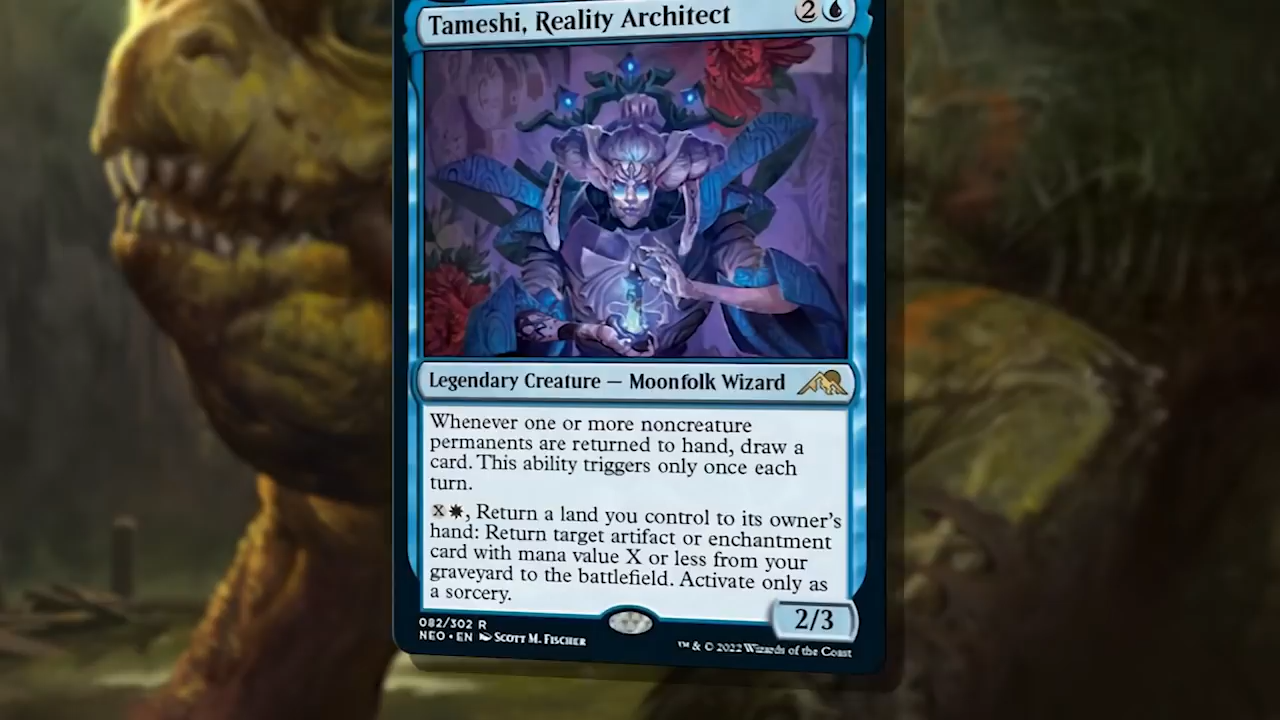 Tameshi, Reality Architect 2
Legendary Creature — Moonfolk Wizard
Whenever one or more noncreature
permanents are returned to hand, draw a
card. This ability triggers only once each
turn.
X, Return a land you control to its owner's
hand: Return target artifact or enchantment
card with mana value X or less from your
graveyard to the battlefield. Activate only as
a sorcery.
2/3
082/302 R
NEO • EN Scott M. Fischer
™ & © 2022 Wizards of the Coast